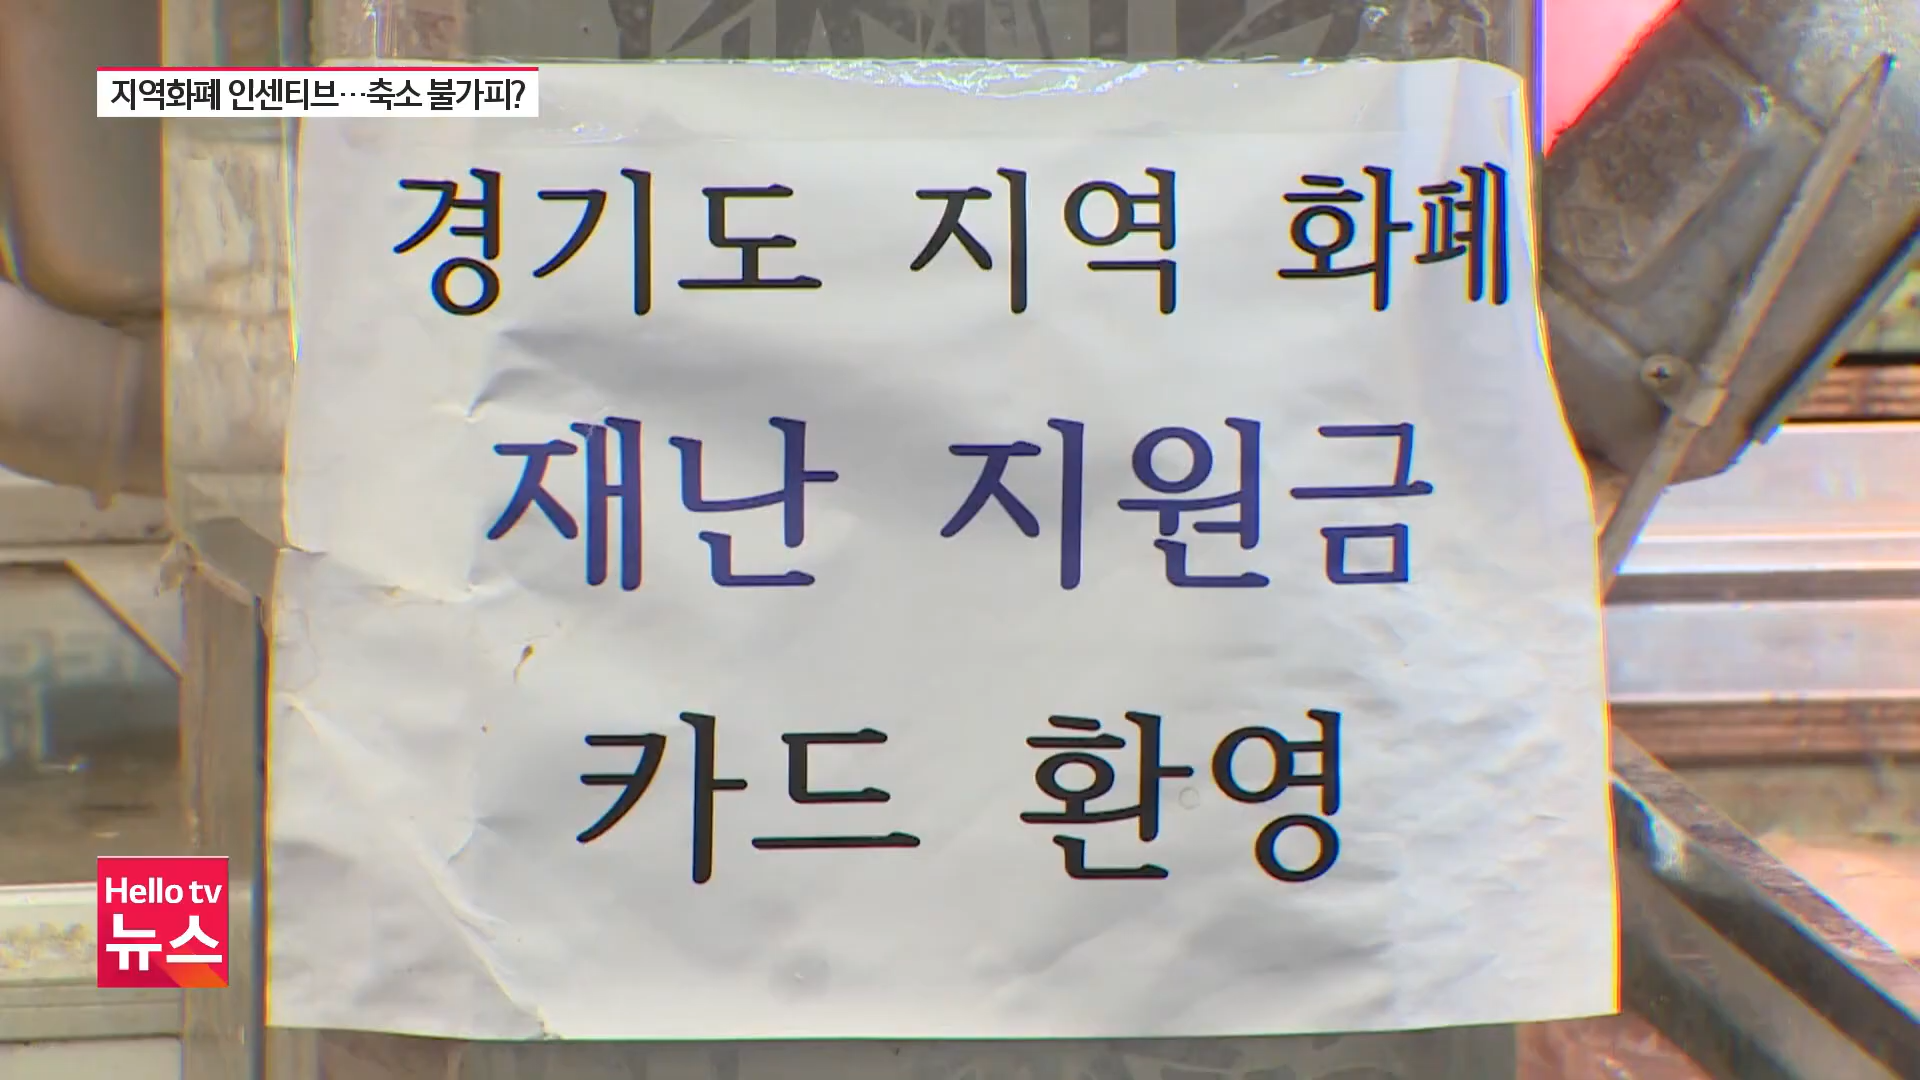 지역화폐 인센티브…축소 불가피?
경기도 지역 화폐
재난 지원금
카드 환영
Hello tv
뉴스